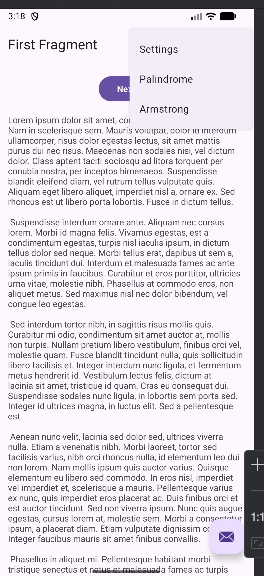 3:18
First Fragment
Settings
Palindrome
Armstrong
Lorem ipsum dolor sit amet,
Nam in scelerisque mauris. Mauris volutpat, dolor id interdum
ullamcorper, risus dolor egestas lectus, sit amet mattis
purus dui nec risus. Maecenas non sodales nisi, vel dictum
dolor. Class aptent taciti sociosqu ad litora torquent per
conubia nostra, per inceptos himenaeos. Suspendisse
blandit eleifend diam, vel rutrum tellus vulputate quis.
Aliquam eget libero aliquet, imperdiet nisl a, ornare ex. Sed
rhoncus est ut libero porta lobortis. Fusce in dictum tellus.
Suspendisse interdum ornare ante. Aliquam nec cursus
lorem. Morbi id magna felis. Vivamus egestas, est a
condimentum egestas, turpis nisl iaculis ipsum, in dictum
tellus dolor sed neque. Morbi tellus erat, dapibus ut sem a,
iaculis tincidunt dui. Interdum et malesuada fames ac ante
ipsum primis in faucibus. Curabitur et eros porttitor, ultricies
urna vitae, molestie nibh. Phasellus at commodo eros, non
aliquet metus. Sed maximus nisl nec dolor bibendum, vel
congue leo egestas.
Sed interdum tortor nibh, in sagittis risus mollis quis.
Curabitur mi odio, condimentum sit amet auctor at, mollis
non turpis. Nullam pretium libero vestibulum, finibus orci vel,
molestie quam. Fusce blandit tincidunt nulla, quis sollicitudin
libero facilisis et. Integer interdum nunc ligula, et fermentum
metus hendrerit id. Vestibulum lectus felis, dictum at
lacinia sit amet, tristique id quam. Cras eu consequat dui.
Suspendisse sodales nunc ligula, in lobortis sem porta sed.
Integer id ultrices magna, in luctus elit. Sed a pellentesque
est.
Aenean nunc velit, lacinia sed dolor sed, ultrices viverra
nulla. Etiam a venenatis nibh. Morbi laoreet, tortor sed
facilisis varius, nibh orci rhoncus nulla, id elementum leo dui
non lorem. Nam mollis ipsum quis auctor varius. Quisque
elementum eu libero sed commodo. In eros nisl, imperdiet
vel imperdiet et, scelerisque a mauris. Pellentesque varius
ex nunc, quis imperdiet eros placerat ac. Duis finibus orci et
est auctor tincidunt. Sed non viverra ipsum. Nunc quis augue
egestas, cursus lorem at, molestie sem. Morbi a consectetur
ipsum, a placerat diam. Etiam vulputate dignissim
aliquam lorem sit amet finibus convallis.
Phasellus in aliquet mi. Pellentesque habitant morbi
tristique senectus et netus et malesuada fames